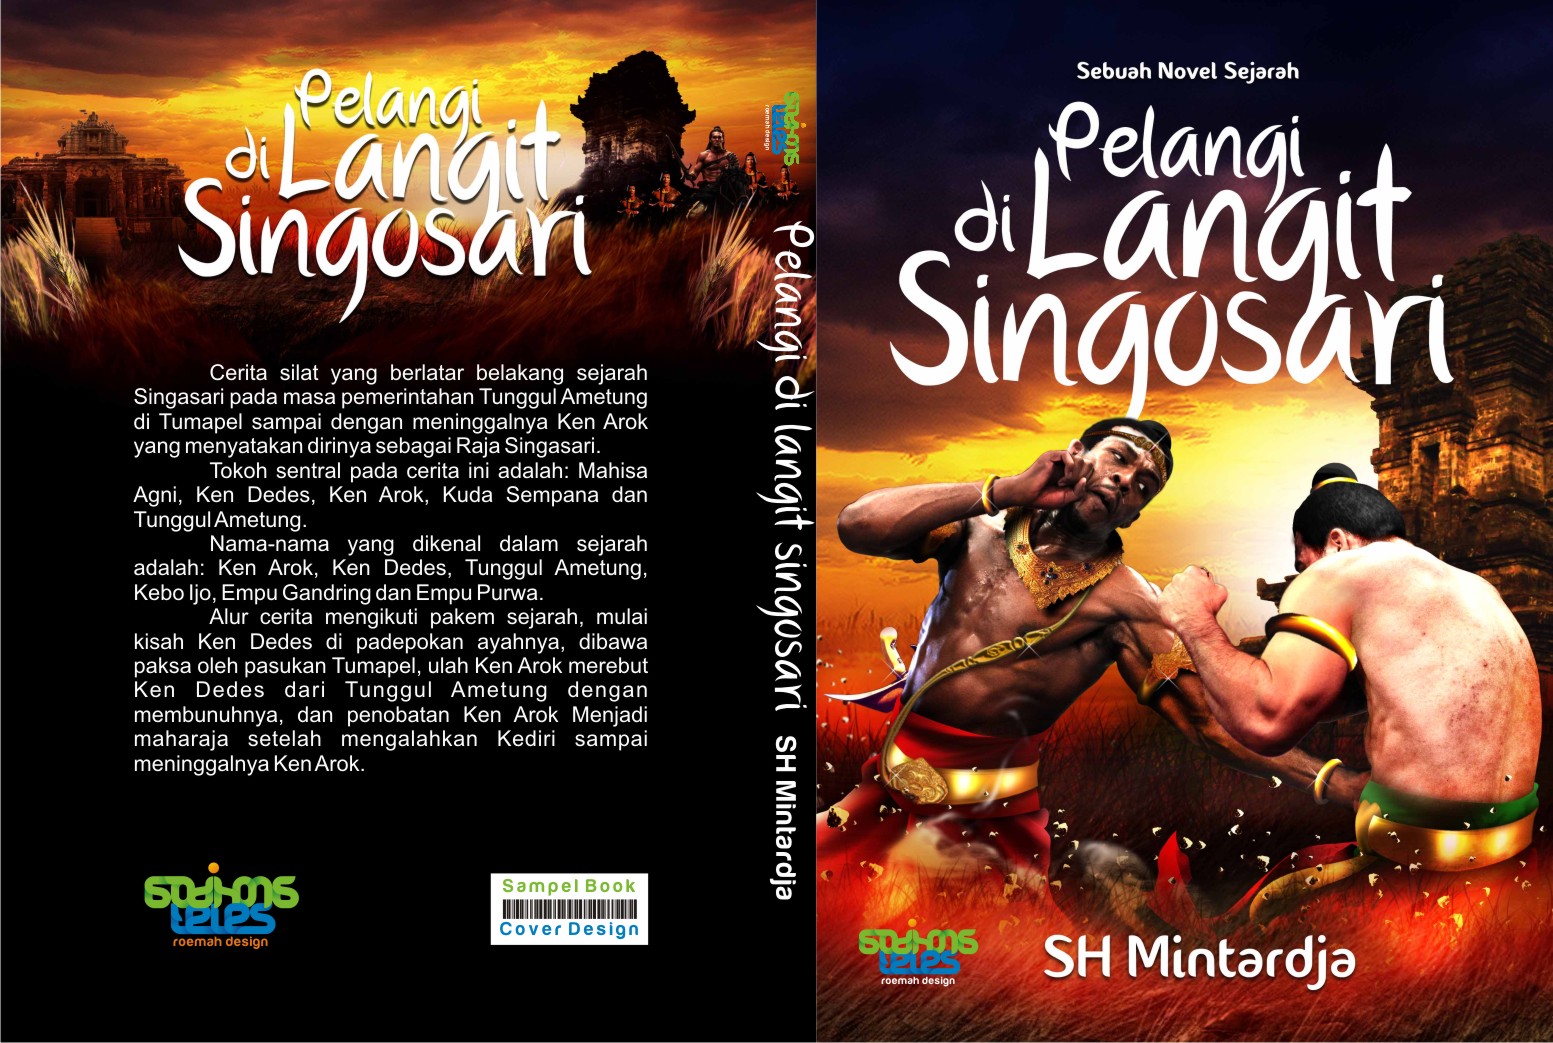 Pelangi
di Langit
Singosari
Cerita silat yang berlatar belakang sejarah
Singasari pada masa pemerintahan Tunggul Ametung
di Tumapel sampai dengan meninggalnya Ken Arok
yang menyatakan dirinya sebagai Raja Singasari.
Tokoh sentral pada cerita ini adalah: Mahisa
Agni, Ken Dedes, Ken Arok, Kuda Sempana dan
Tunggul Ametung.
Nama-nama yang dikenal dalam sejarah
adalah: Ken Arok, Ken Dedes, Tunggul Ametung,
Kebo Ijo, Empu Gandring dan Empu Purwa.
Alur cerita mengikuti pakem sejarah, mulai
kisah Ken Dedes di padepokan ayahnya, dibawa
paksa oleh pasukan Tumapel, ulah Ken Arok merebut
Ken Dedes dari Tunggul Ametung dengan
membunuhnya, dan penobatan Ken Arok Menjadi
maharaja setelah mengalahkan Kediri sampai
meninggalnya Ken Arok.
roemah design
Sampel Book
Cover Design
roemah design
Pelangi di langit singosari SH Mintardja
Sebuah Novel Sejarah
Pelangi
di Langit
Singosari
roemah design
SH Mintardja